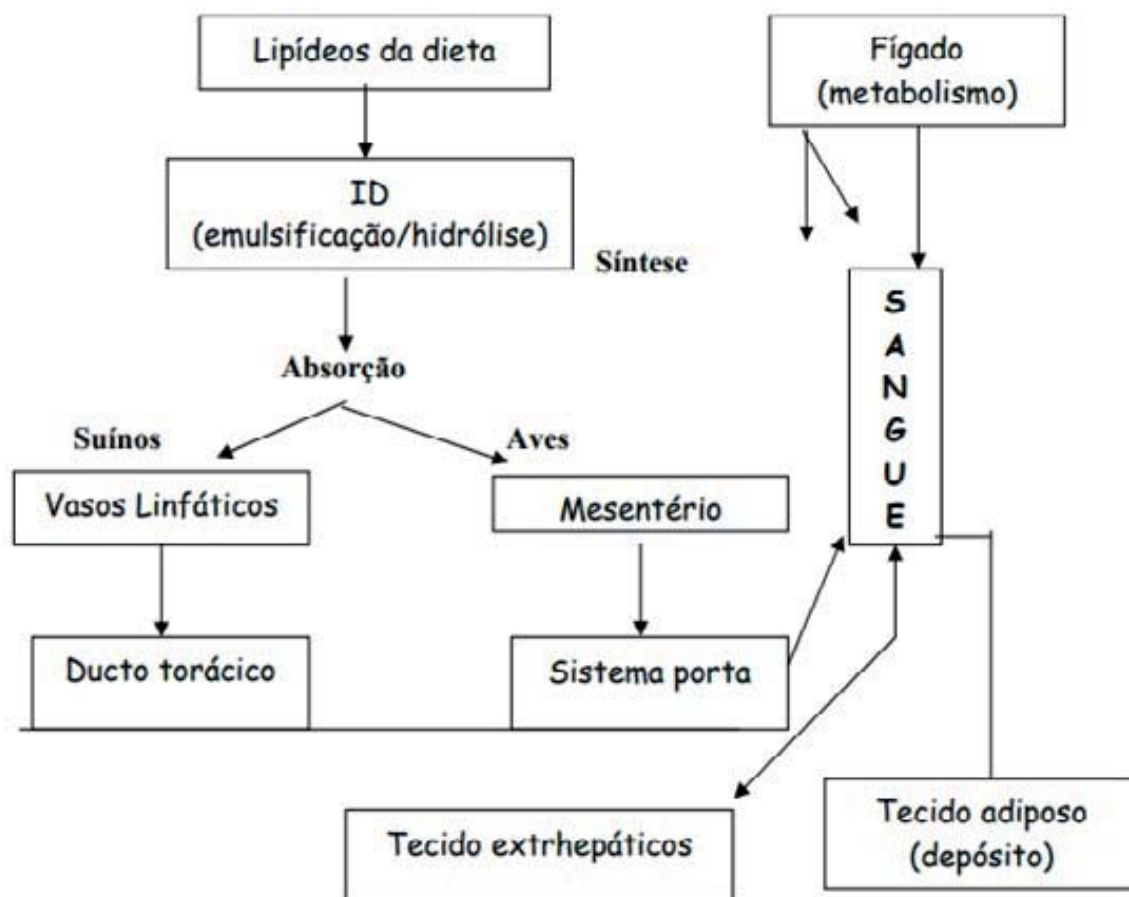 Lipídeos da dieta
Fígado
(metabolismo)
ID
(emulsificação/hidrólise)
Síntese
S
A
N
G
U
E
Absorção
Suínos
Aves
Vasos Linfáticos
Mesentério
Ducto torácico
Sistema porta
Tecido extrhepáticos
Tecido adiposo
(depósito)